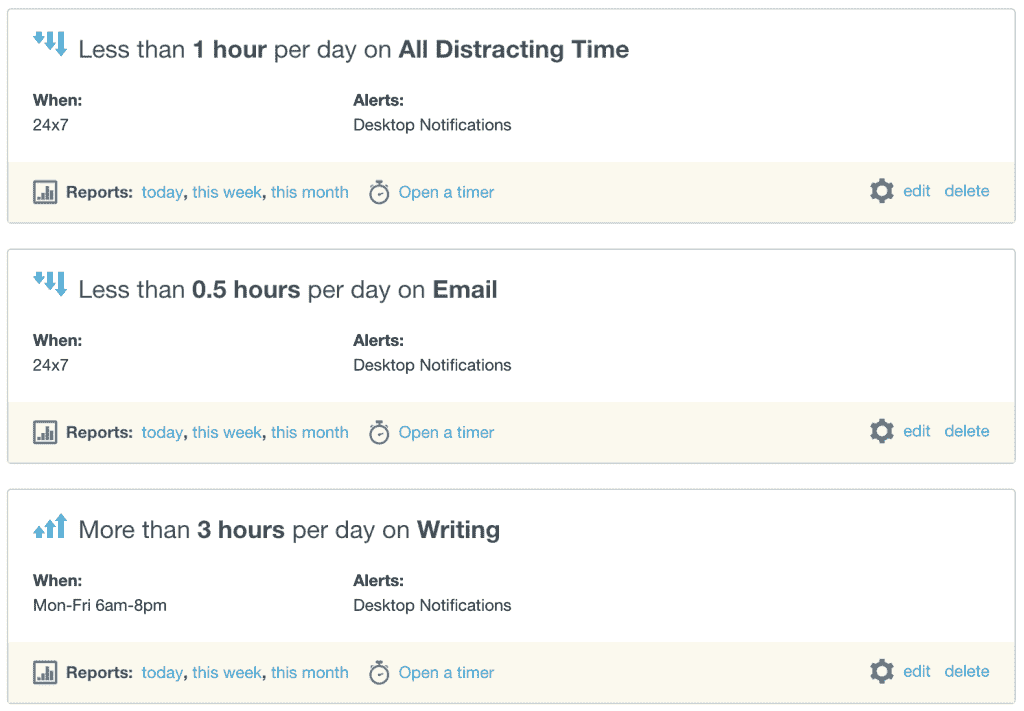 Less than 1 hour per day on All Distracting Time
When: Alerts:
24x7 Desktop Notifications
Reports: today, this week, this month Open a timer edit delete
Less than 0.5 hours per day on Email
When: Alerts:
24x7 Desktop Notifications
Reports: today, this week, this month Open a timer edit delete
More than 3 hours per day on Writing
When: Alerts:
Mon-Fri 6am-8pm Desktop Notifications
Reports: today, this week, this month Open a timer edit delete